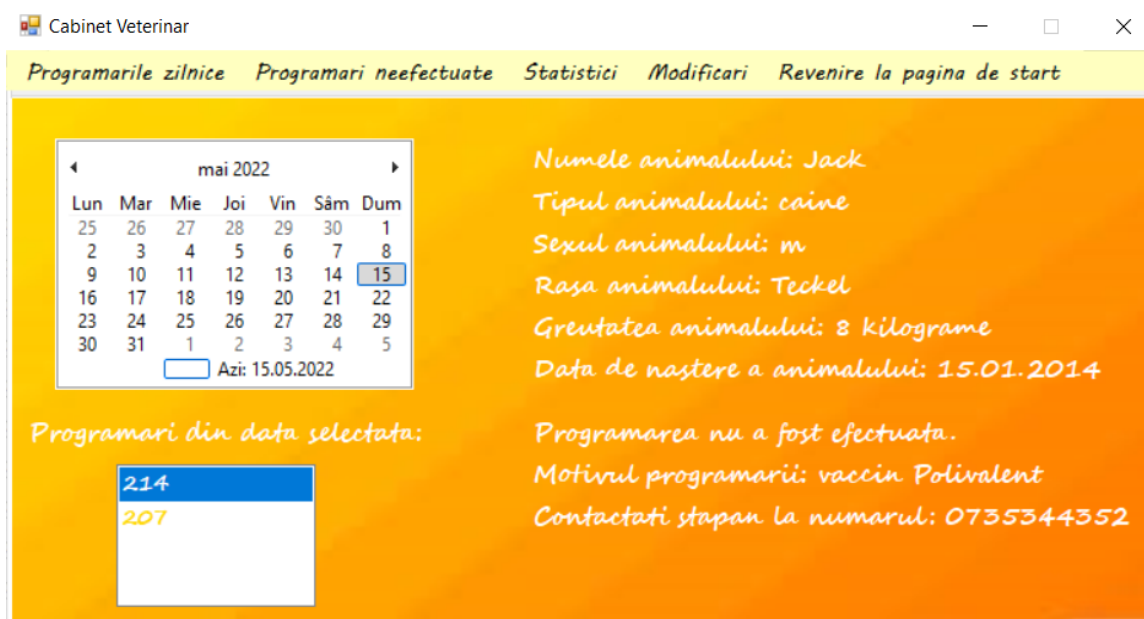 Cabinet Veterinar
Programarile zilnice Programari neefectuate Statistici Modificari Revenire la pagina de start
mai 2022
Lun Mar Mie Joi Vin Sâm Dum
25 26 27 28 29 30 1
2 3 4 5 6 7 8
9 10 11 12 13 14 15
16 17 18 19 20 21 22
23 24 25 26 27 28 29
30 31 1 2 3 4 5
Azi: 15.05.2022
Programari din data selectata:
214
207
Numele animalului: Jack
Tipul animalului: caine
Sexul animalului: m
Rasa animalului: Teckel
Greutatea animalului: 8 kilograme
Data de nastere a animalului: 15.01.2014
Programarea nu a fost efectuata.
Motivul programarii: vaccin Polivalent
Contactati stapan la numarul: 0735344352